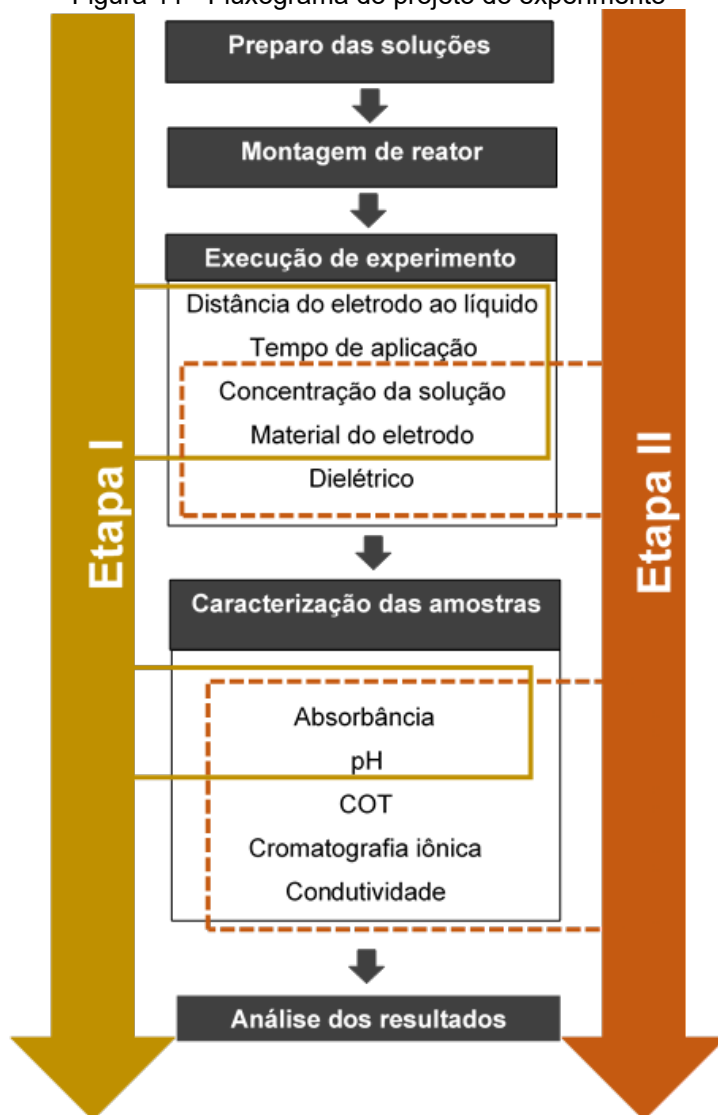 Preparo das soluções
Montagem de reator
Execução de experimento
Distância do eletrodo ao líquido
Tempo de aplicação
Concentração da solução
Material do eletrodo
Dielétrico
Etapa I
Etapa II
Caracterização das amostras
Absorbância
pH
COT
Cromatografia iônica
Condutividade
Análise dos resultados